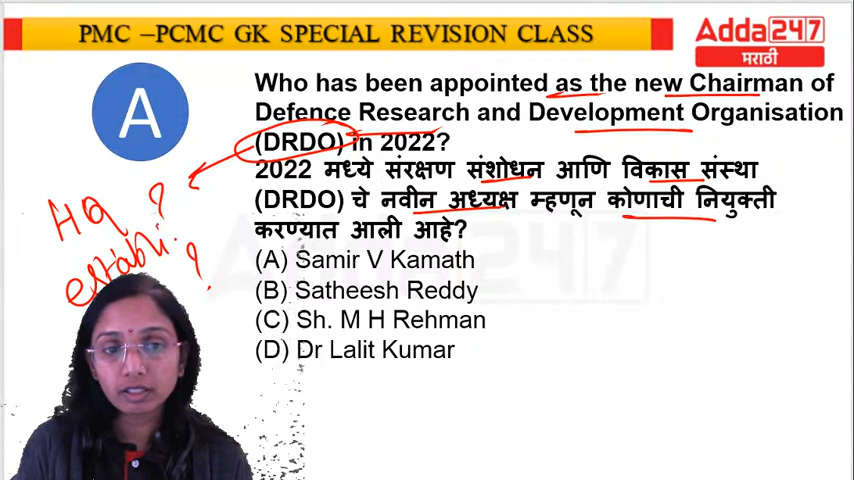 PMC –PCMC GK SPECIAL REVISION CLASS
Adda247
मराठी
A
Who has been appointed as the new Chairman of
Defence Research and Development Organisation
(DRDO) in 2022?
2022 मध्ये संरक्षण संशोधन आणि विकास संस्था
(DRDO) चे नवीन अध्यक्ष म्हणून कोणाची नियुक्ती
करण्यात आली आहे?
HQ ?
establi. ?
(A) Samir V Kamath
(B) Satheesh Reddy
(C) Sh. M H Rehman
(D) Dr Lalit Kumar
Adda247